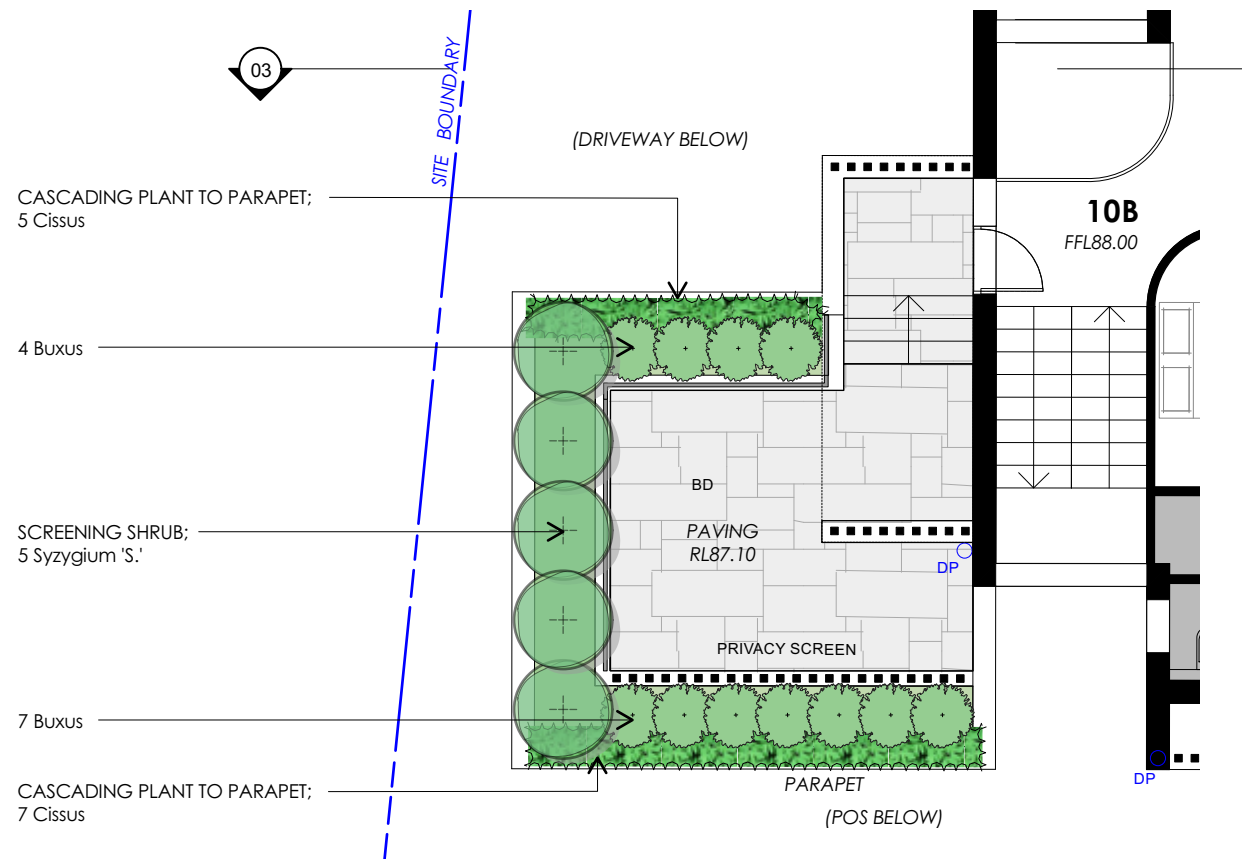 03
SITE BOUNDARY
(DRIVEWAY BELOW)
CASCADING PLANT TO PARAPET;
5 Cissus
10B
FFL88.00
4 Buxus
BD
SCREENING SHRUB;
5 Syzygium 'S.'
PAVING
RL87.10
DP
PRIVACY SCREEN
7 Buxus
CASCADING PLANT TO PARAPET;
7 Cissus
PARAPET
(POS BELOW)
DP